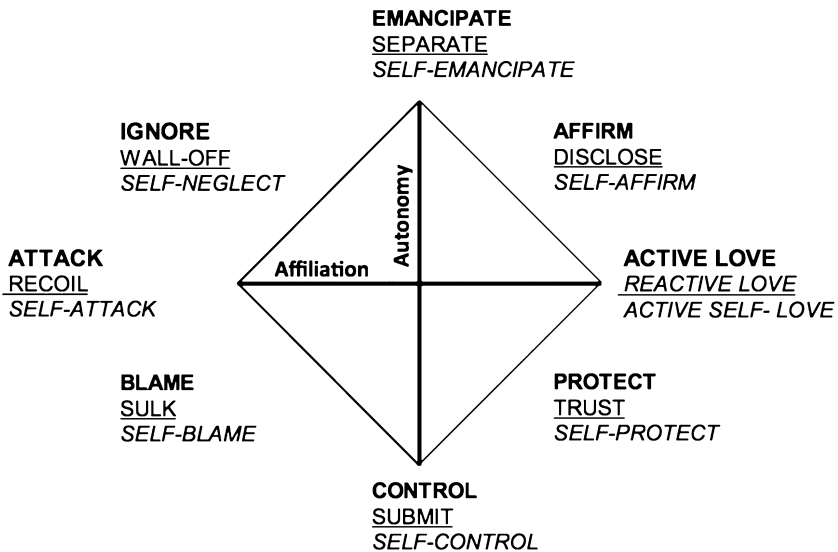 EMANCIPATE
SEPARATE
SELF-EMANCIPATE
IGNORE
WALL-OFF
SELF-NEGLECT
AFFIRM
DISCLOSE
SELF-AFFIRM
Autonomy
Affiliation
ATTACK
RECOIL
SELF-ATTACK
ACTIVE LOVE
REACTIVE LOVE
ACTIVE SELF- LOVE
BLAME
SULK
SELF-BLAME
PROTECT
TRUST
SELF-PROTECT
CONTROL
SUBMIT
SELF-CONTROL